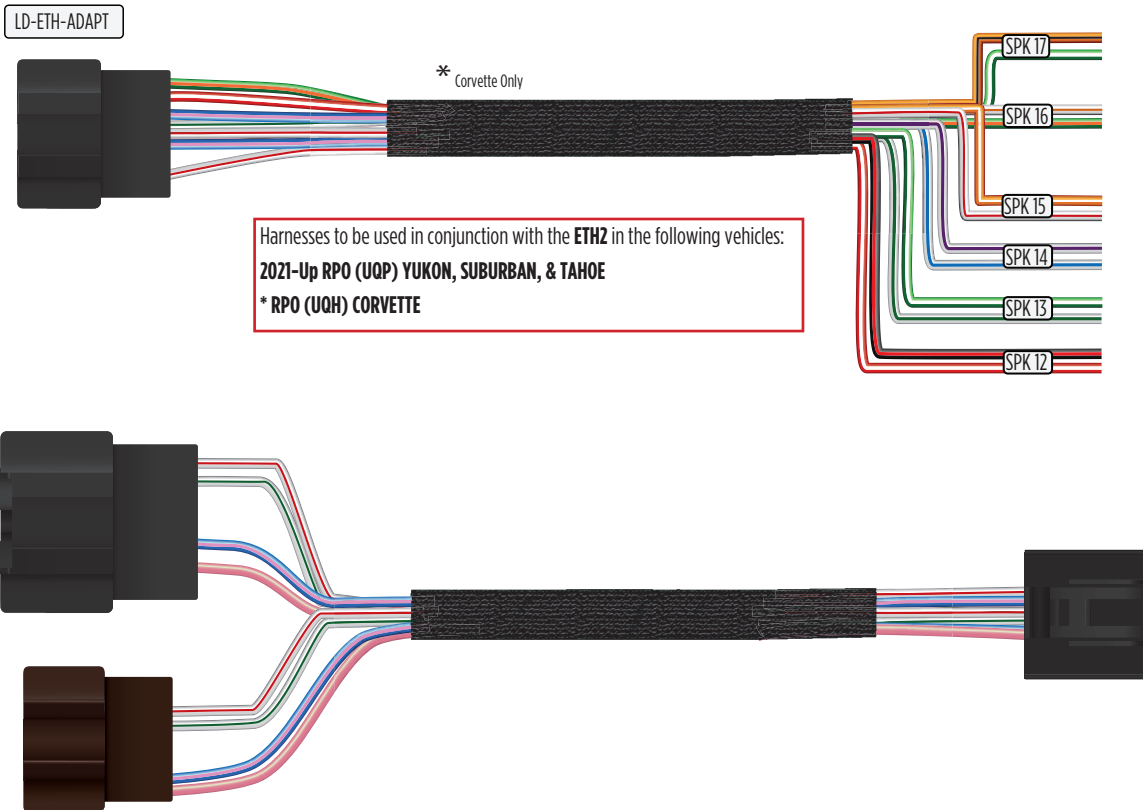 LD-ETH-ADAPT
* Corvette Only
SPK 17
SPK 16
SPK 15
SPK 14
SPK 13
SPK 12
Harnesses to be used in conjunction with the ETH2 in the following vehicles:
2021-Up RPO (UQP) YUKON, SUBURBAN, & TAHOE
* RPO (UQH) CORVETTE